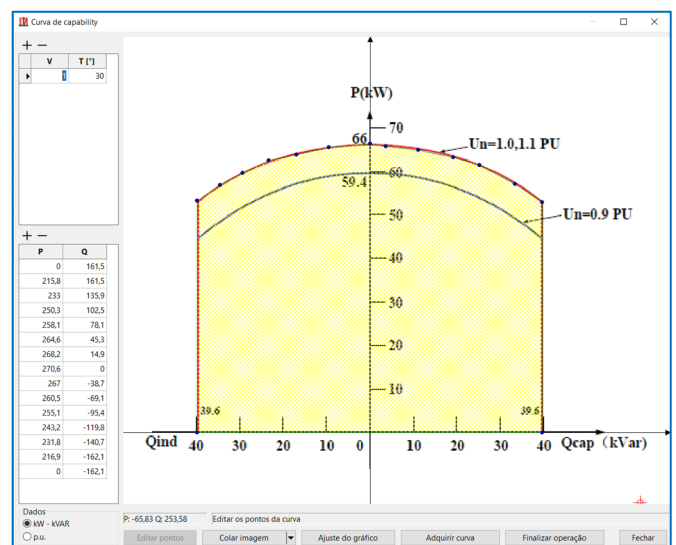 Curva de capability
+ −
V T [°]
1 30
+ −
P Q
0 161,5
215,8 161,5
233 135,9
250,3 102,5
258,1 78,1
264,6 45,3
268,2 14,9
270,6 0
267 -38,7
260,5 -69,1
255,1 -95,4
243,2 -119,8
231,8 -140,7
216,9 -162,1
0 -162,1
Dados
kW - kVAR
p.u.
P(kW)
70
66
Un=1.0,1.1 PU
60
59.4
50
Un=0.9 PU
40
30
20
10
39.6 39.6
Qind 40 30 20 10 0 10 20 30 40 Qcap (kVar)
P: -65,83 Q: 253,58 Editar os pontos da curva
Editar pontos Colar imagem Ajuste do gráfico Adquirir curva Finalizar operação Fechar